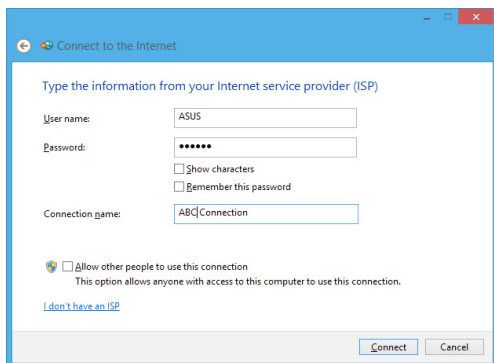 Connect to the Internet
Type the information from your Internet service provider (ISP)
User name: ASUS
Password: ●●●●●●
Show characters
Remember this password
Connection name: ABC Connection
Allow other people to use this connection
This option allows anyone with access to this computer to use this connection.
I don't have an ISP
Connect Cancel